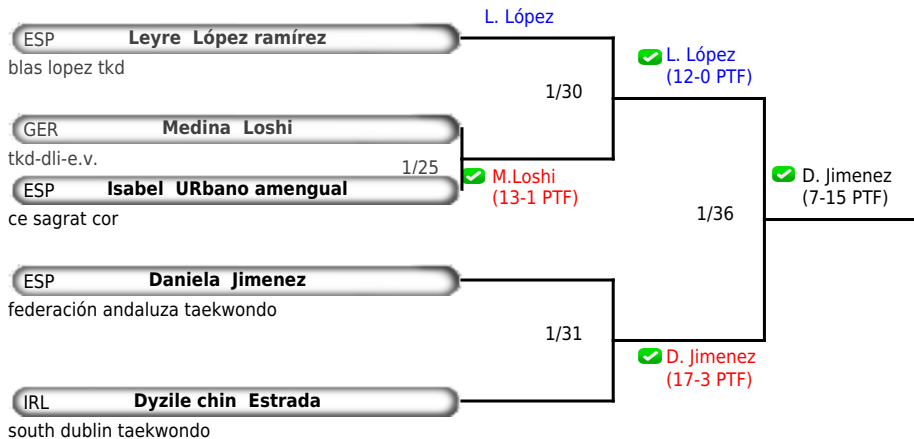 L. López
ESP Leyre López ramírez
blas lopez tkd
L. López
(12-0 PTF)
1/30
GER Medina Loshi
tkd-dli-e.v.
1/25
M.Loshi
(13-1 PTF)
ESP Isabel URbano amengual
ce sagrat cor
D. Jimenez
(7-15 PTF)
1/36
ESP Daniela Jimenez
federación andaluza taekwondo
1/31
D. Jimenez
(17-3 PTF)
IRL Dyzile chin Estrada
south dublin taekwondo